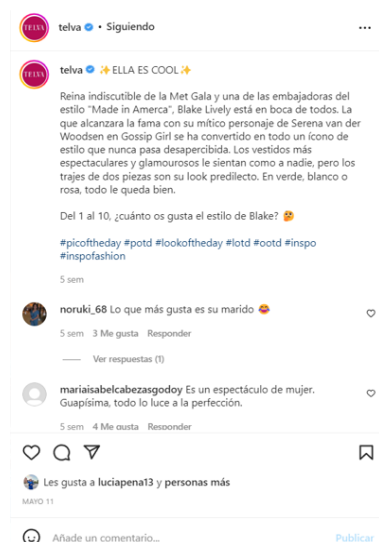 TELVA
telva • Siguiendo
TELVA
telva ✨ELLA ES COOL✨
Reina indiscutible de la Met Gala y una de las embajadoras del
estilo "Made in Amerca", Blake Lively está en boca de todos. La
que alcanzara la fama con su mítico personaje de Serena van der
Woodsen en Gossip Girl se ha convertido en todo un ícono de
estilo que nunca pasa desapercibida. Los vestidos más
espectaculares y glamourosos le sientan como a nadie, pero los
trajes de dos piezas son su look predilecto. En verde, blanco o
rosa, todo le queda bien.
Del 1 al 10, ¿cuánto os gusta el estilo de Blake? 🤔
#picoftheday #potd #lookoftheday #lotd #ootd #inspo
#inspofashion
5 sem
noruki_68 Lo que más gusta es su marido 😂
5 sem 3 Me gusta Responder
Ver respuestas (1)
mariaisabelcabezasgodoy Es un espectáculo de mujer.
Guapísima, todo lo luce a la perfección.
5 sem 4 Me gusta Responder
Les gusta a luciapena13 y personas más
MAYO 11
Añade un comentario...
Publicar